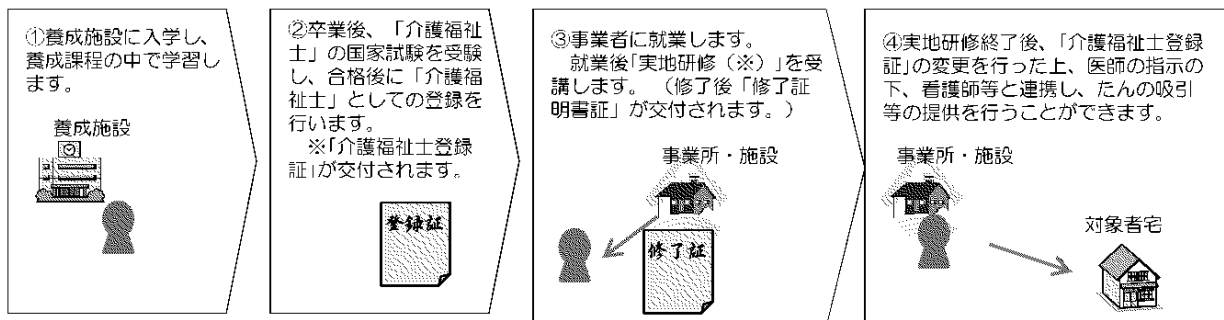 ①養成施設に入学し、
養成課程の中で学習し
ます。
養成施設
②卒業後、「介護福祉
士」の国家試験を受験
し、合格後に「介護福
祉士」としての登録を
行います。
※「介護福祉士登録
証」が交付されます。
登録証
③事業者に就業します。
就業後「実地研修（※）」を受
講します。（修了後「修了証
明書証」が交付されます。）
事業所・施設
修了証
④実地研修終了後、「介護福祉士登録
証」の変更を行った上、医師の指示の
下、看護師等と連携し、たんの吸引
等の提供を行うことができます。
事業所・施設
対象者宅